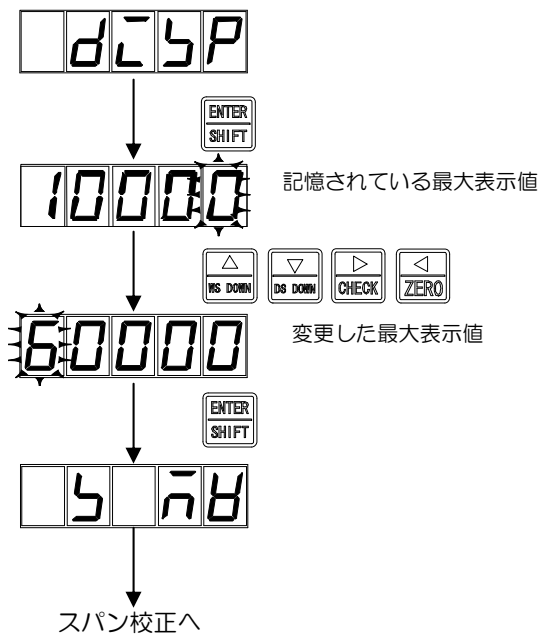 diSP
ENTER
SHIFT
10000
記憶されている最大表示値
△ ▽ ▷ ◁
WS DOWN DS DOWN CHECK ZERO
60000
変更した最大表示値
ENTER
SHIFT
S mV
スパン校正へ